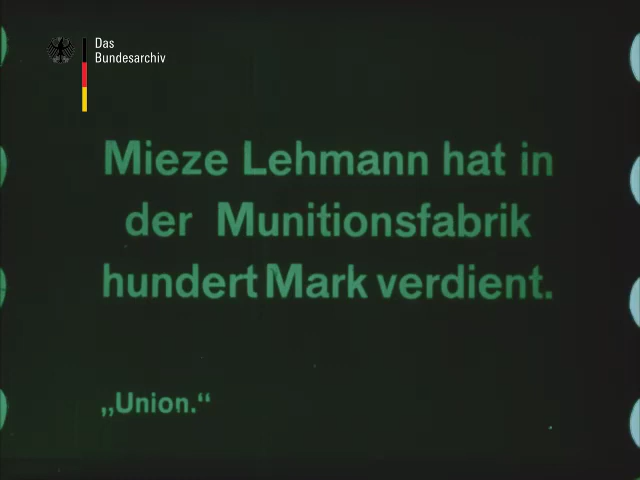 Das
Bundesarchiv
Mieze Lehmann hat in
der Munitionsfabrik
hundert Mark verdient.
„Union.“